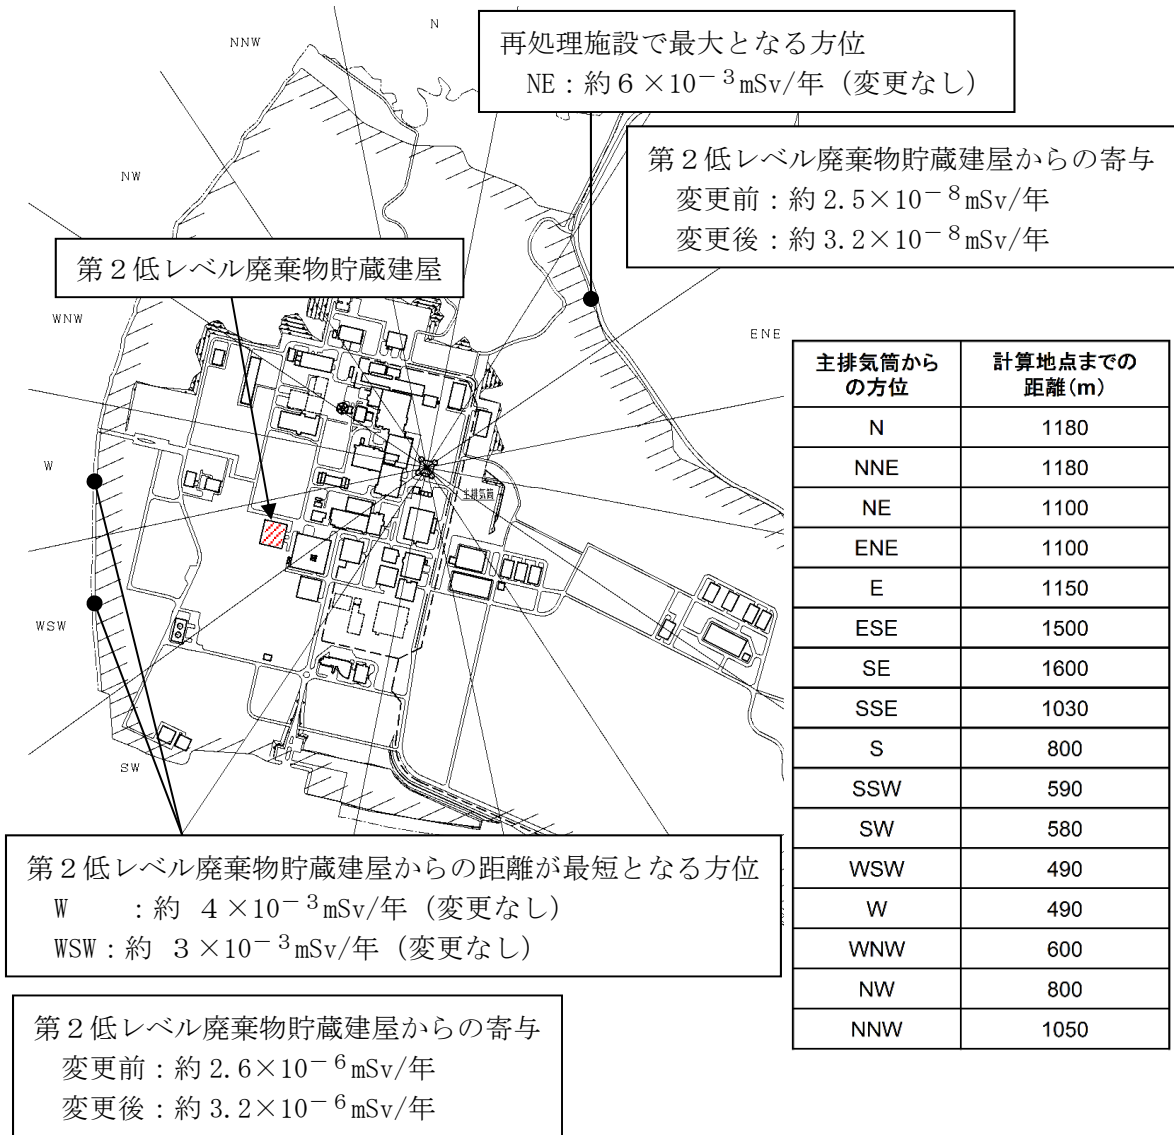 N
NNW
再処理施設で最大となる方位
NE：約６×10－３mSv/年（変更なし）
第２低レベル廃棄物貯蔵建屋からの寄与
変更前：約2.5×10－８mSv/年
変更後：約3.2×10－８mSv/年
NW
第２低レベル廃棄物貯蔵建屋
WNW
ENE
W
主排気筒
WSW
SW
主排気筒から
の方位
計算地点までの
距離(m)
N 1180
NNE 1180
NE 1100
ENE 1100
E 1150
ESE 1500
SE 1600
SSE 1030
S 800
SSW 590
SW 580
WSW 490
W 490
WNW 600
NW 800
NNW 1050
第２低レベル廃棄物貯蔵建屋からの距離が最短となる方位
W ：約 ４×10－３mSv/年（変更なし）
WSW：約 ３×10－３mSv/年（変更なし）
第２低レベル廃棄物貯蔵建屋からの寄与
変更前：約2.6×10－６mSv/年
変更後：約3.2×10－６mSv/年